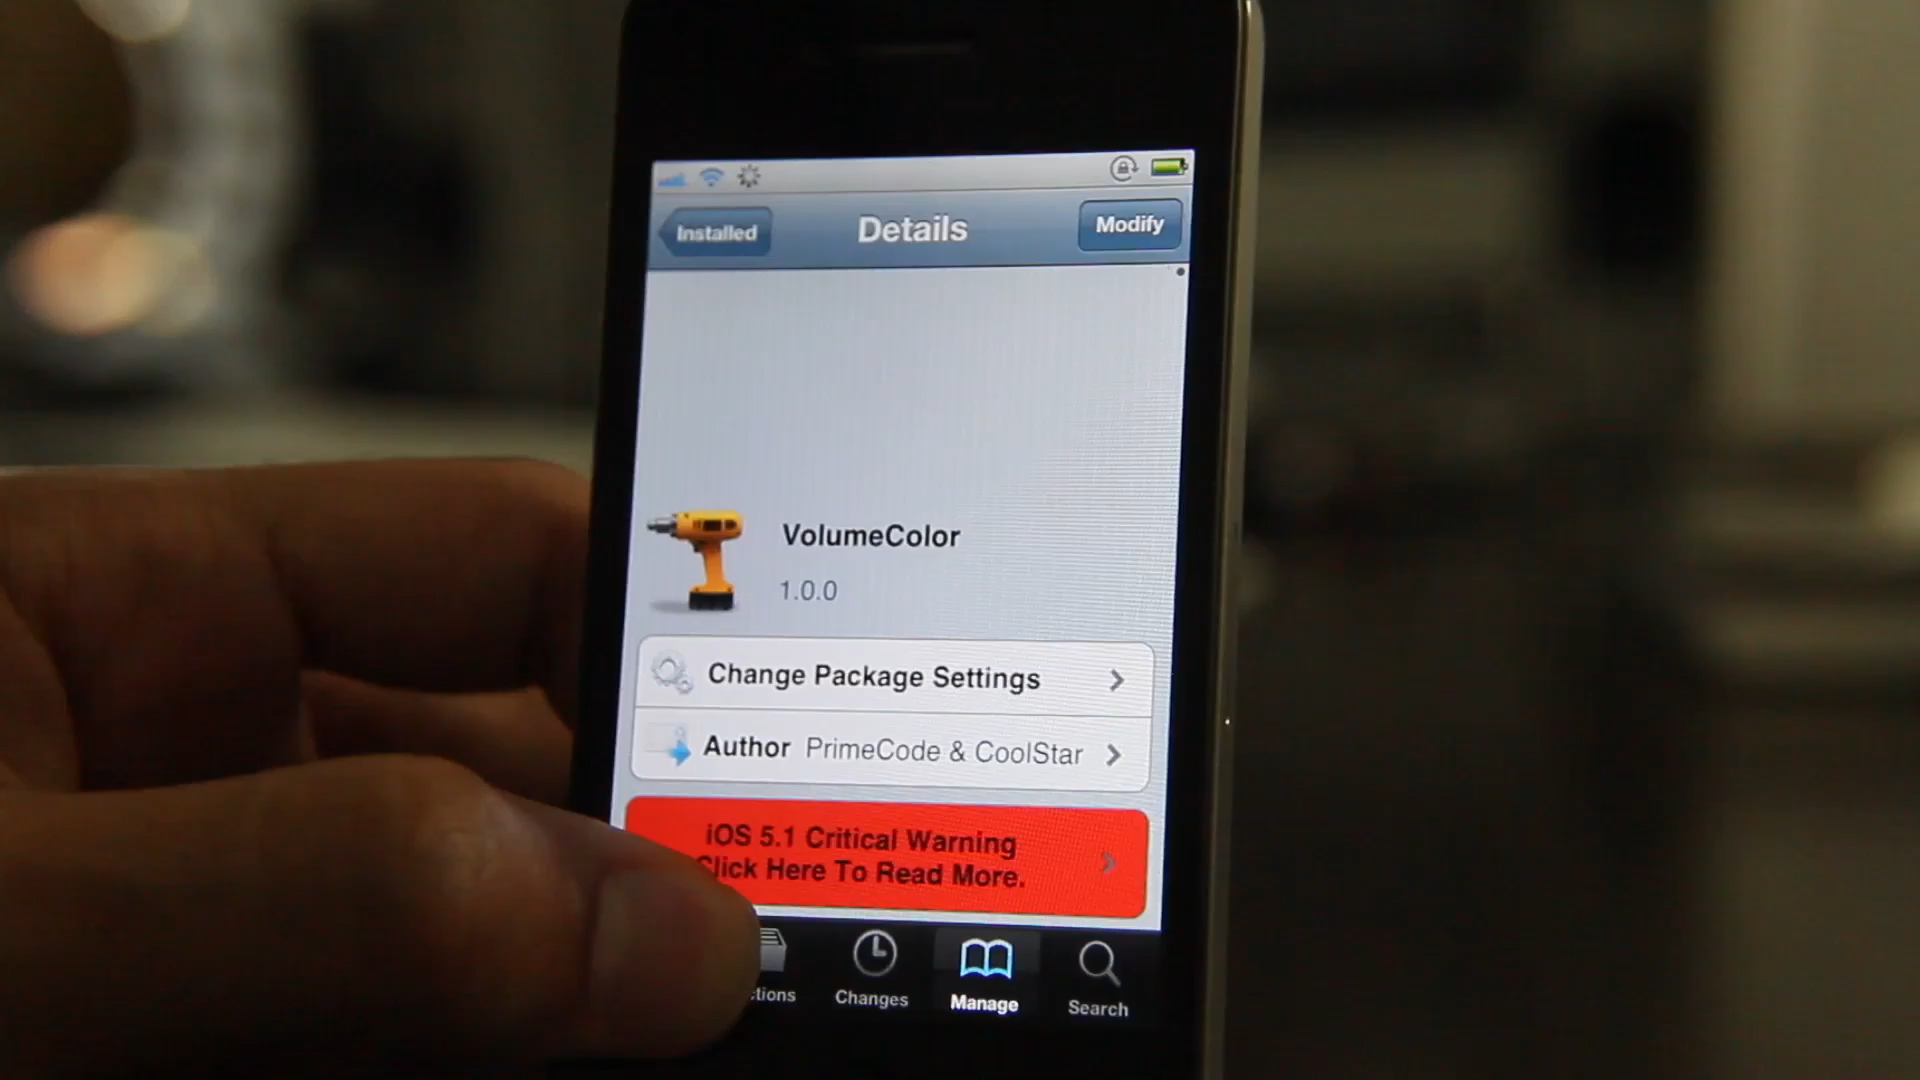 Installed
Details
Modify
VolumeColor
1.0.0
Change Package Settings
Author PrimeCode & CoolStar
iOS 5.1 Critical Warning
Click Here To Read More.
Changes
Manage
Search